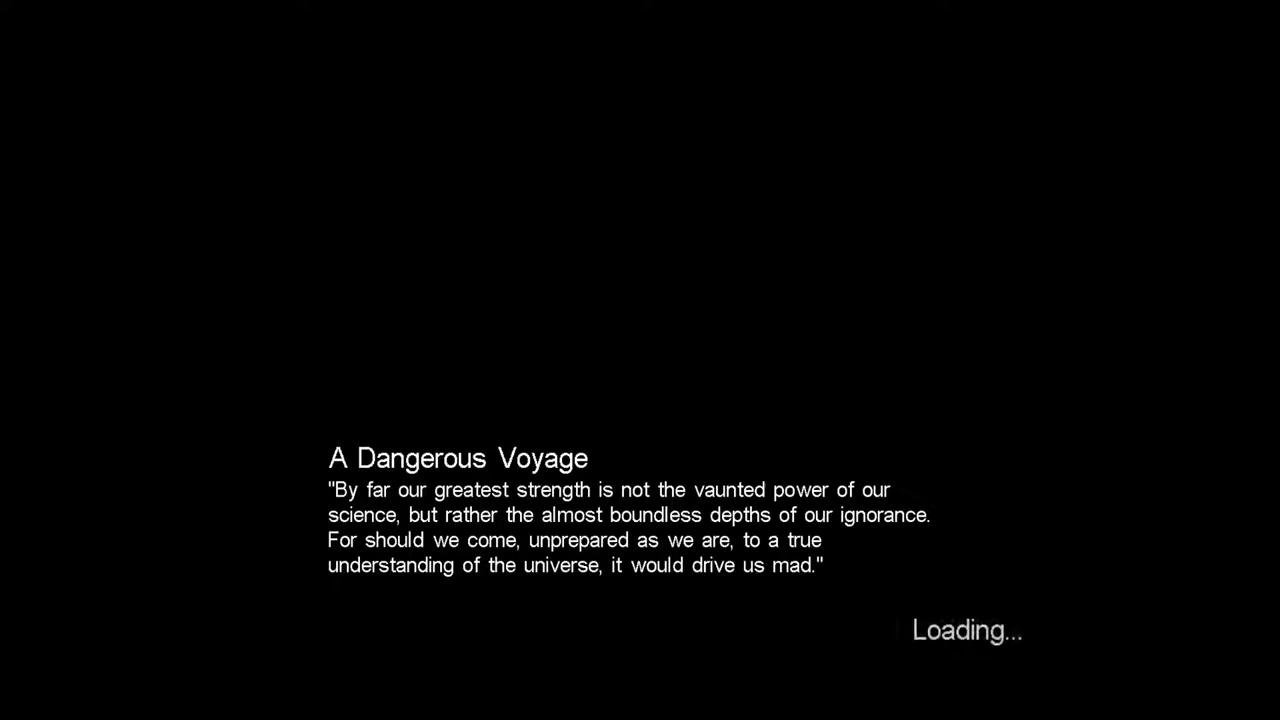 A Dangerous Voyage
"By far our greatest strength is not the vaunted power of our
science, but rather the almost boundless depths of our ignorance.
For should we come, unprepared as we are, to a true
understanding of the universe, it would drive us mad."
Loading...